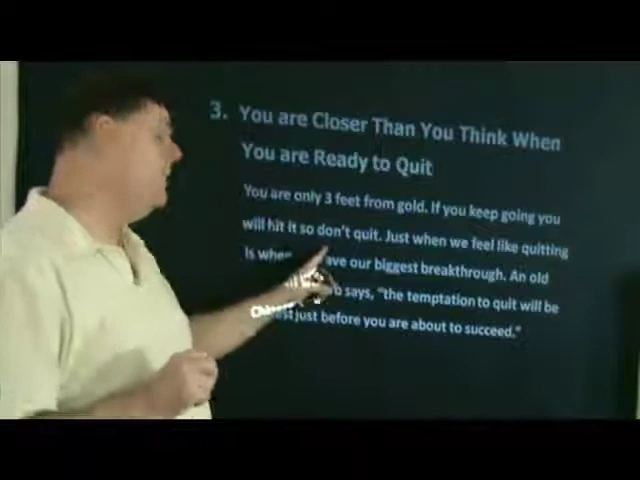 3. You are Closer Than You Think When
You are Ready to Quit
You are only 3 feet from gold. If you keep going you
will hit it so don't quit. Just when we feel like quitting
is when our biggest breakthrough. An old
says, "the temptation to quit will be
just before you are about to succeed."